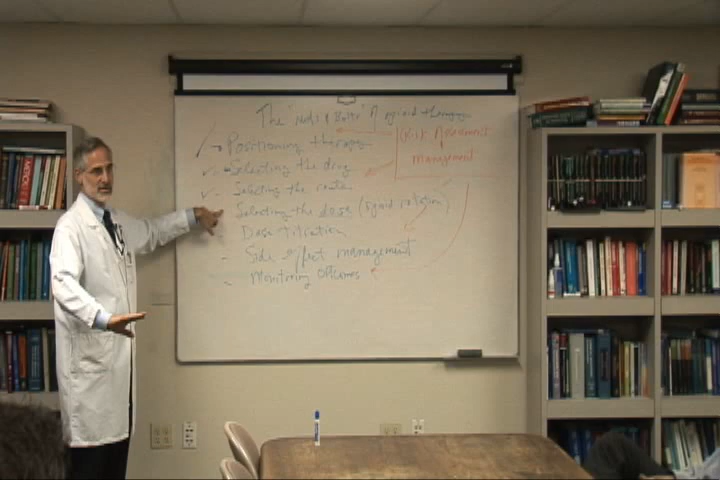 The "Nuts & Bolts" of opioid therapy
Positioning therapy
Selecting the drug
Selecting the route
Selecting the dose (opioid rotation)
Dose titration
Side effect management
Monitoring outcomes
Risk Assessment
management